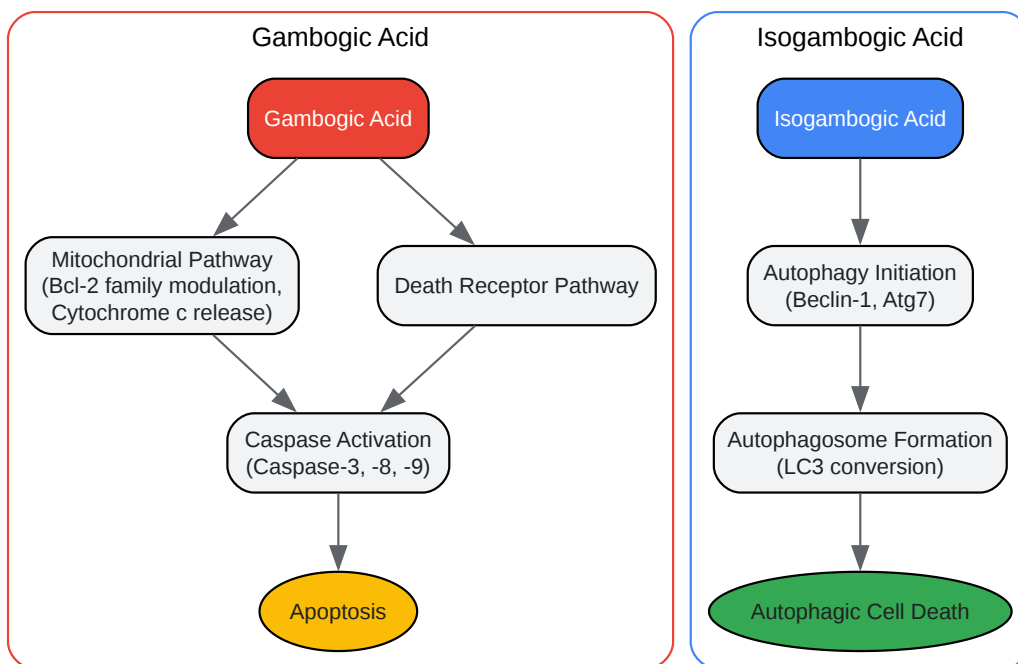 Gambogic Acid
Gambogic Acid
Mitochondrial Pathway
(Bcl-2 family modulation,
Cytochrome c release)
Death Receptor Pathway
Caspase Activation
(Caspase-3, -8, -9)
Apoptosis
Isogambogic Acid
Isogambogic Acid
Autophagy Initiation
(Beclin-1, Atg7)
Autophagosome Formation
(LC3 conversion)
Autophagic Cell Death